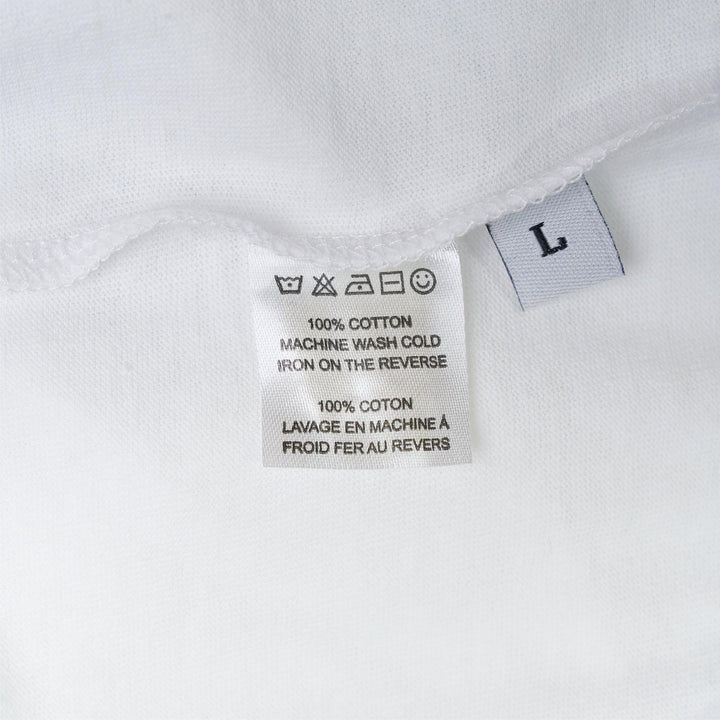 L
100% COTTON
MACHINE WASH COLD
IRON ON THE REVERSE
100% COTON
LAVAGE EN MACHINE À
FROID FER AU REVERS